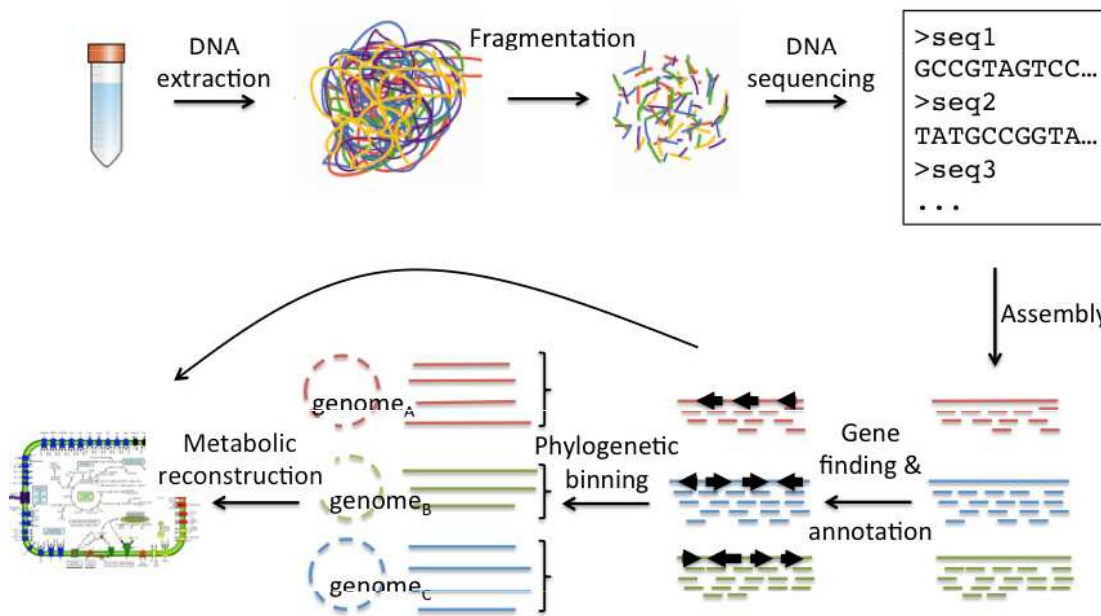 DNA
extraction
Fragmentation
DNA
sequencing
>seq1
GCCGTAGTCC...
>seq2
TATGCCGGTA...
>seq3
...
Assembly
Gene
finding &
annotation
Phylogenetic
binning
genomeA
genomeB
genomeC
Metabolic
reconstruction